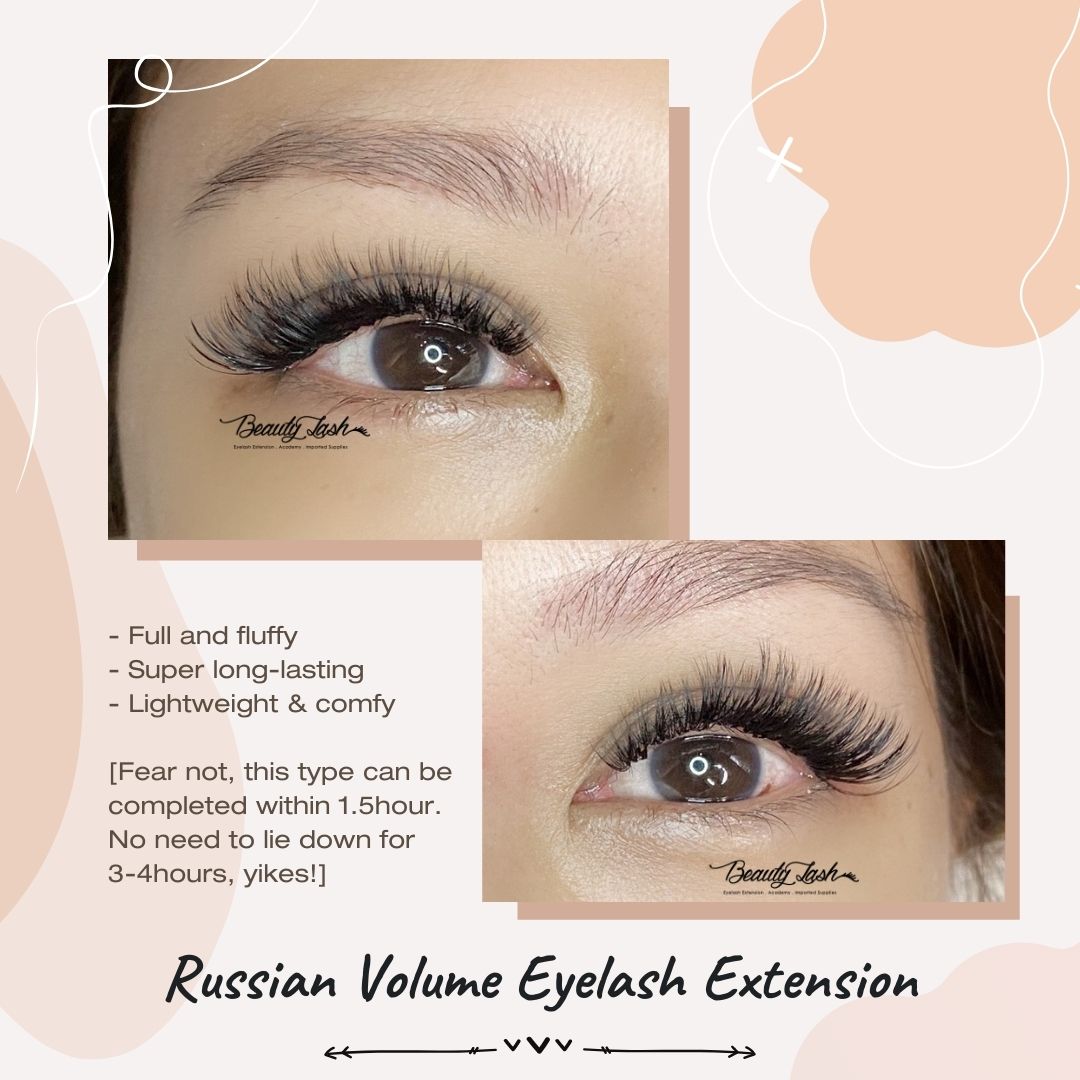 Beauty Lash
Eyelash Extension . Academy . Imported Supplies
- Full and fluffy
- Super long-lasting
- Lightweight & comfy
[Fear not, this type can be
completed within 1.5hour.
No need to lie down for
3-4hours, yikes!]
Beauty Lash
Eyelash Extension . Academy . Imported Supplies
Russian Volume Eyelash Extension